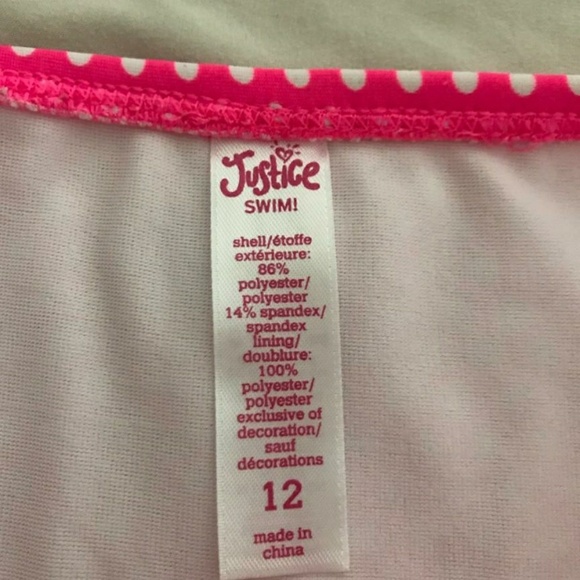 Justice
SWIM!
shell/étoffe
extérieure:
86%
polyester/
polyester
14% spandex/
spandex
lining/
doublure:
100%
polyester/
polyester
exclusive of
decoration/
sauf
décorations
12
made in
china